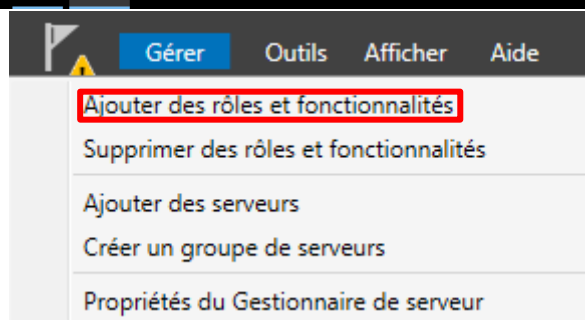 Gérer Outils Afficher Aide
Ajouter des rôles et fonctionnalités
Supprimer des rôles et fonctionnalités
Ajouter des serveurs
Créer un groupe de serveurs
Propriétés du Gestionnaire de serveur